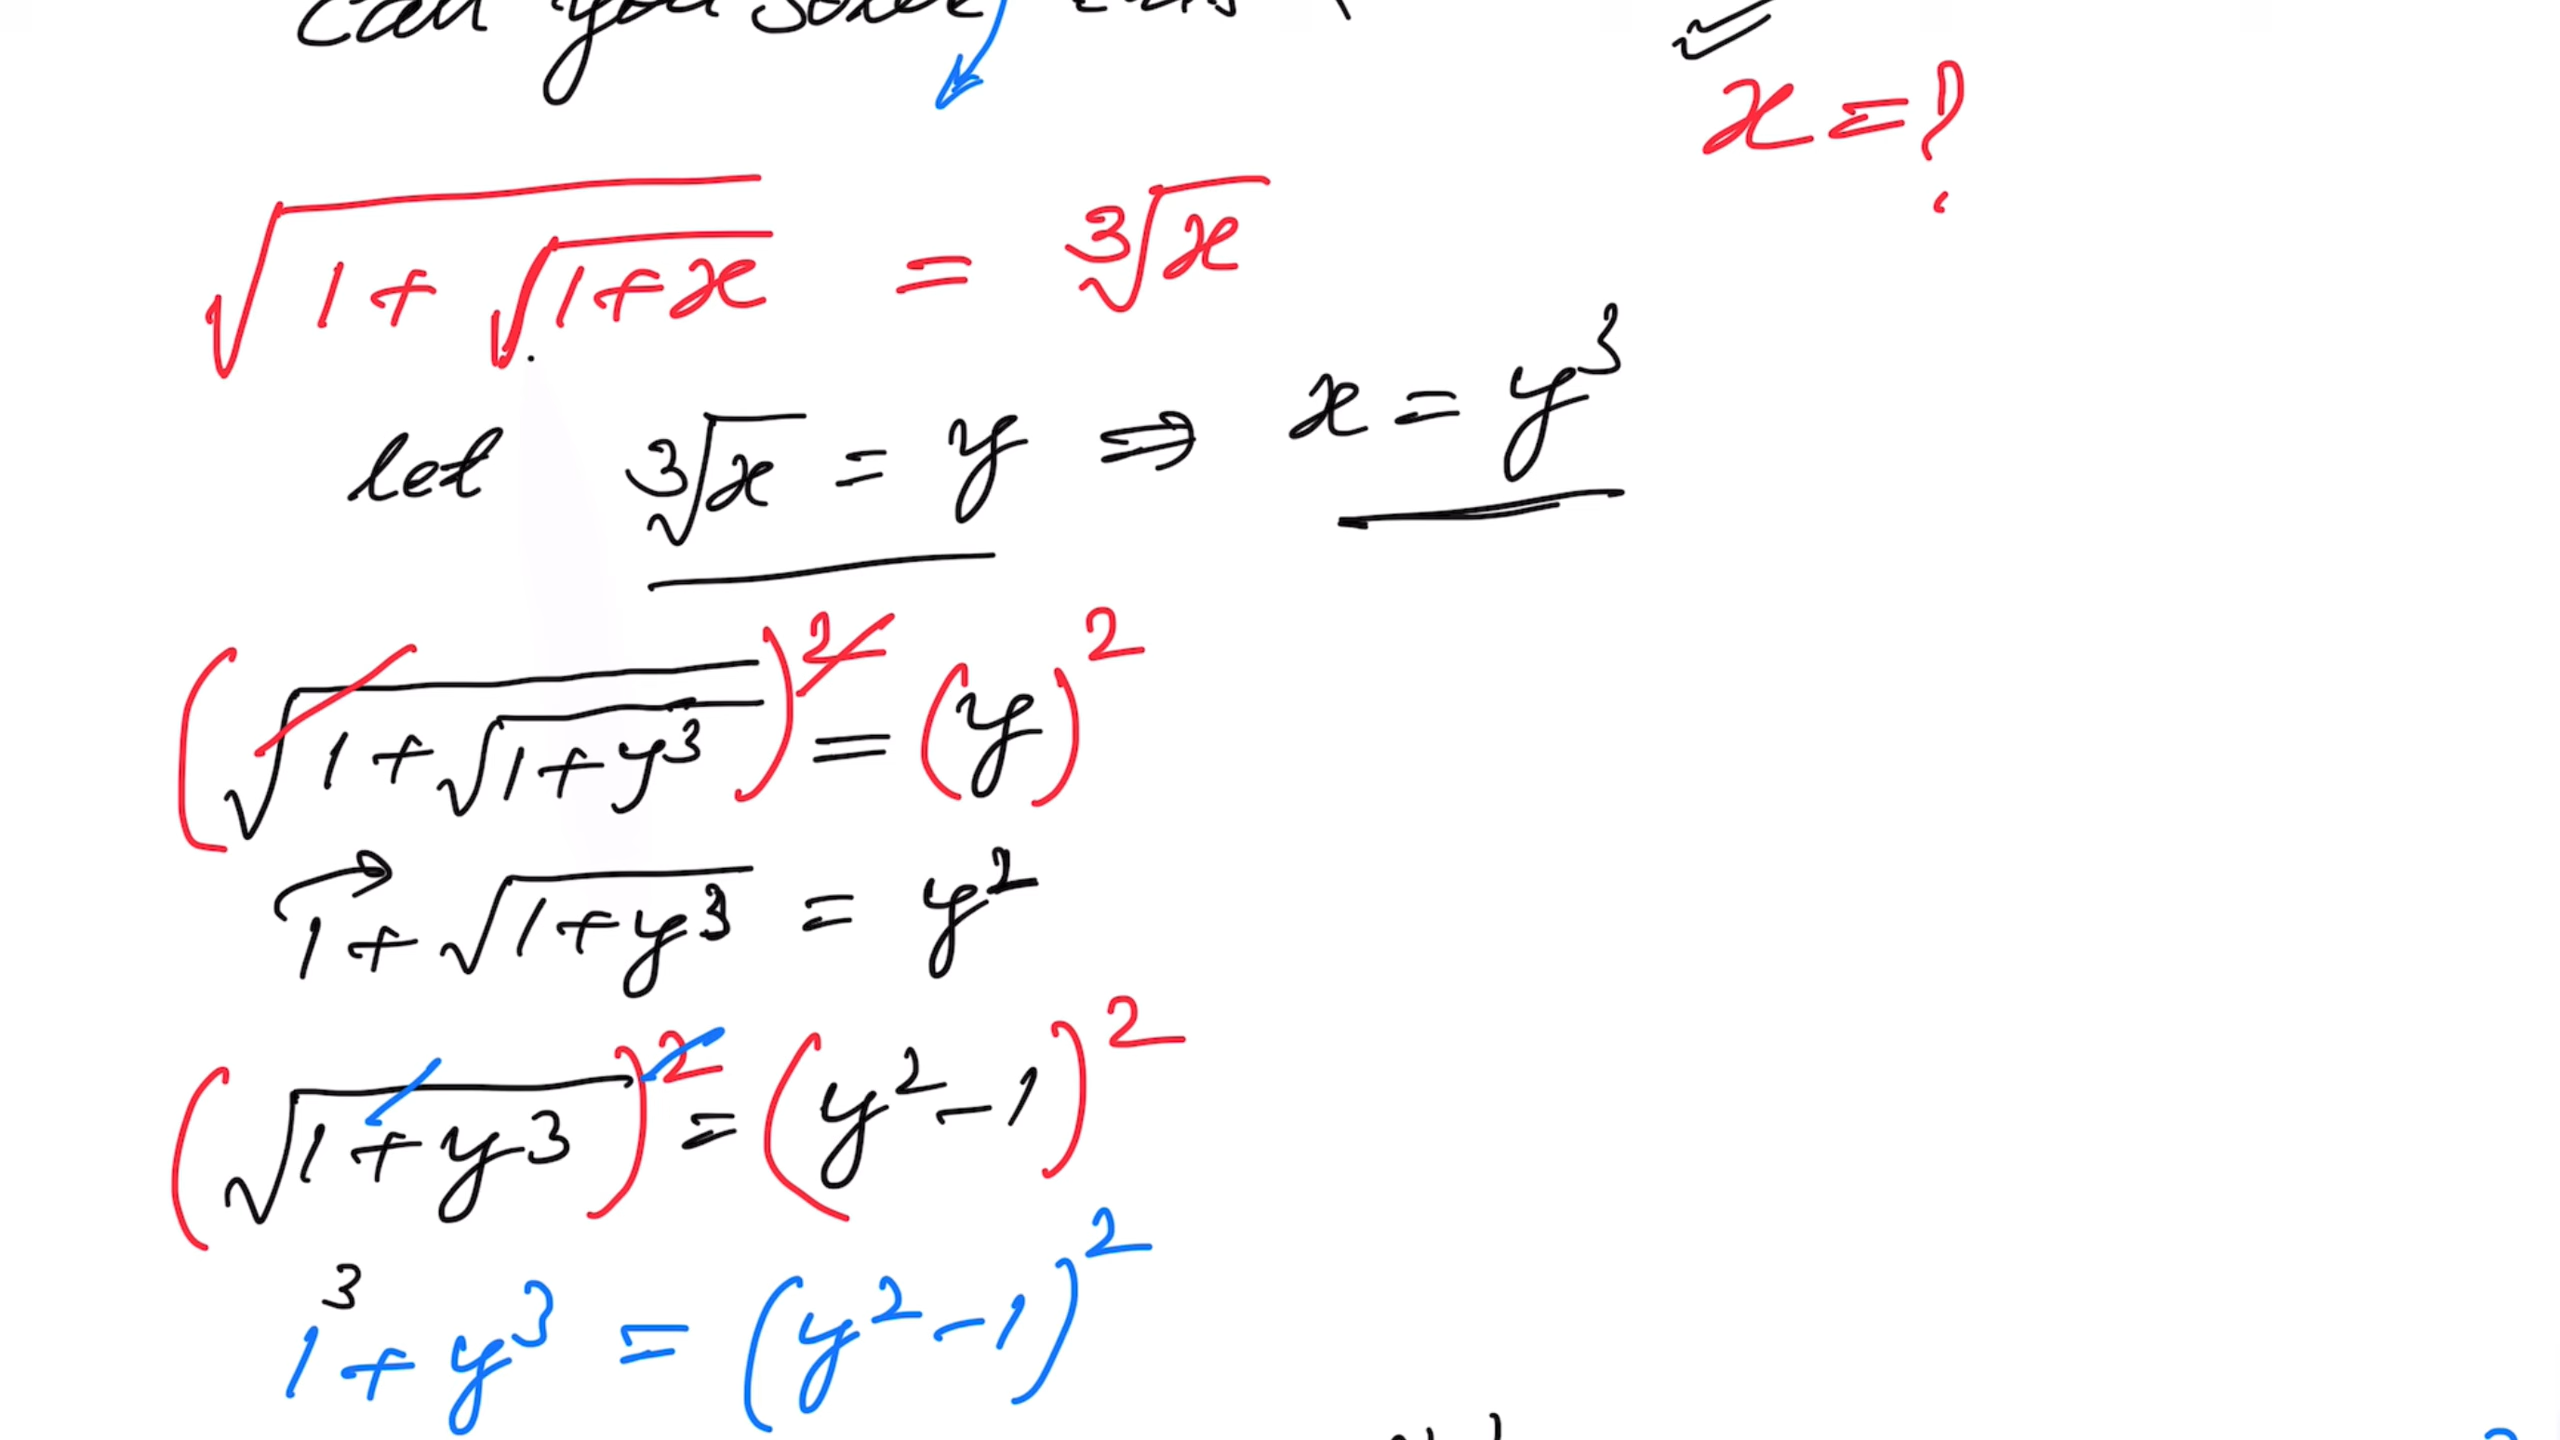 can you solve this ?
x = ?
√(1 + √(1 + x)) = ∛x
let ∛x = y ⇒ x = y³
(√(1 + √(1 + y³)))² = (y)²
1 + √(1 + y³) = y²
(√(1 + y³))² = (y² − 1)²
1³ + y³ = (y² − 1)²